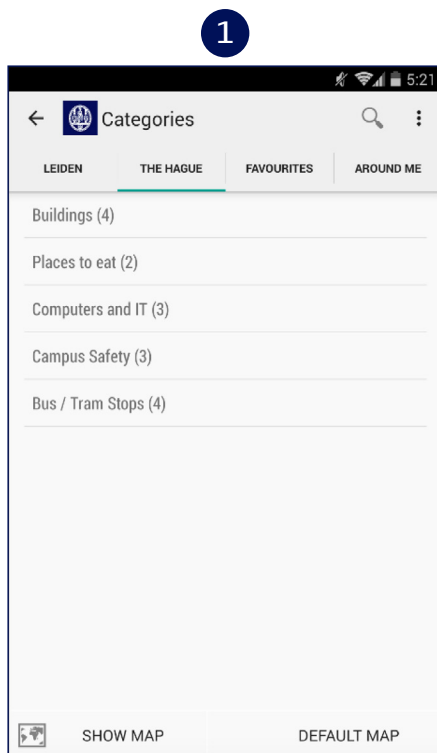 1
5:21
Categories
LEIDEN THE HAGUE FAVOURITES AROUND ME
Buildings (4)
Places to eat (2)
Computers and IT (3)
Campus Safety (3)
Bus / Tram Stops (4)
SHOW MAP DEFAULT MAP